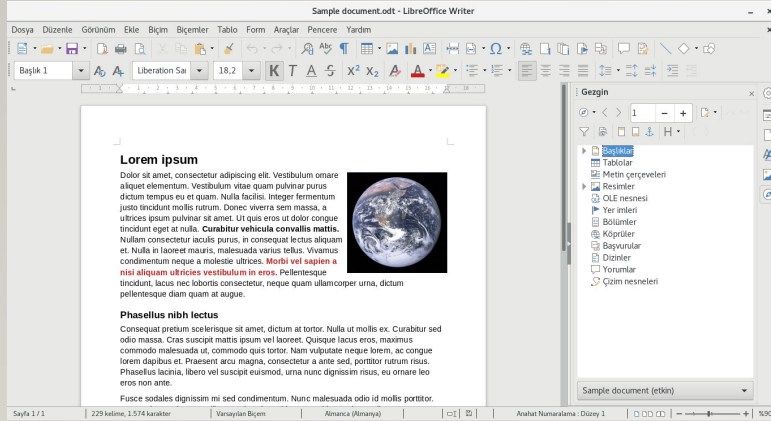 Sample document.odt - LibreOffice Writer
Dosya Düzenle Görünüm Ekle Biçim Biçemler Tablo Form Araçlar Pencere Yardım
Başlık 1 Liberation Sa 18,2 K T A S X² X₂
Gezgin
1
Başlıklar
Tablolar
Metin çerçeveleri
Resimler
OLE nesnesi
Yer imleri
Bölümler
Köprüler
Başvurular
Dizinler
Yorumlar
Çizim nesneleri
Sample document (etkin)
Lorem ipsum
Dolor sit amet, consectetur adipiscing elit. Vestibulum ornare
aliquet elementum. Vestibulum vitae quam pulvinar purus
dictum tempus eu et quam. Nulla facilisi. Integer fermentum
justo tincidunt mollis rutrum. Donec viverra sem massa, a
ultrices ipsum pulvinar sit amet. Ut quis eros ut dolor congue
tincidunt eget at nulla. Curabitur vehicula convallis mattis.
Nullam consectetur iaculis purus, in consequat lectus aliquam
et. Nulla in laoreet mauris, malesuada varius tellus. Vivamus
condimentum neque a molestie ultrices. Morbi vel sapien a
nisi aliquam ultricies vestibulum in eros. Pellentesque
tincidunt, lacus nec lobortis consectetur, neque quam ullamcorper urna, dictum
pellentesque diam quam at augue.
Phasellus nibh lectus
Consequat pretium scelerisque sit amet, dictum at tortor. Nulla ut mollis ex. Curabitur sed
odio massa. Cras suscipit mattis ipsum vel laoreet. Quisque lacus eros, maximus
commodo malesuada ut, commodo quis tortor. Nam vulputate neque lorem, ac congue
lorem dapibus et. Praesent arcu magna, consectetur a ante sed, porttitor rutrum risus.
Phasellus lacinia, libero vel suscipit euismod, urna nunc dignissim risus, eu ornare leo
eros non ante.
Fusce sodales dignissim mi sed condimentum. Nunc malesuada odio id mollis porttitor.
Sayfa 1 / 1 229 kelime, 1.574 karakter Varsayılan Biçem Almanca (Almanya) Anahat Numaralama : Düzey 1